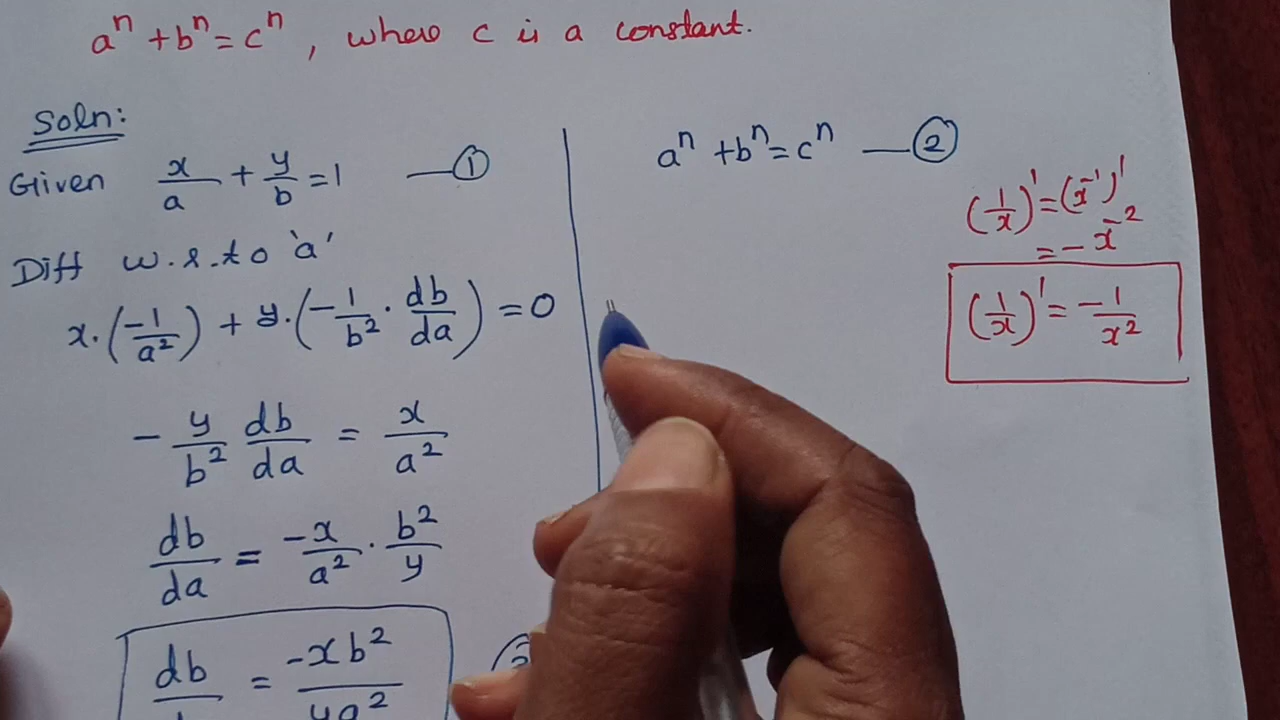 aⁿ + bⁿ = cⁿ, where c is a constant.
Soln:
Given x/a + y/b = 1 —①
Diff w.r.to 'a'
x·(-1/a²) + y·(-1/b² · db/da) = 0
- y/b² db/da = x/a²
db/da = -x/a² · b²/y
db/ = -xb²/ya²
aⁿ + bⁿ = cⁿ —②
(1/x)' = (x⁻¹)'
= -x⁻²
(1/x)' = -1/x²